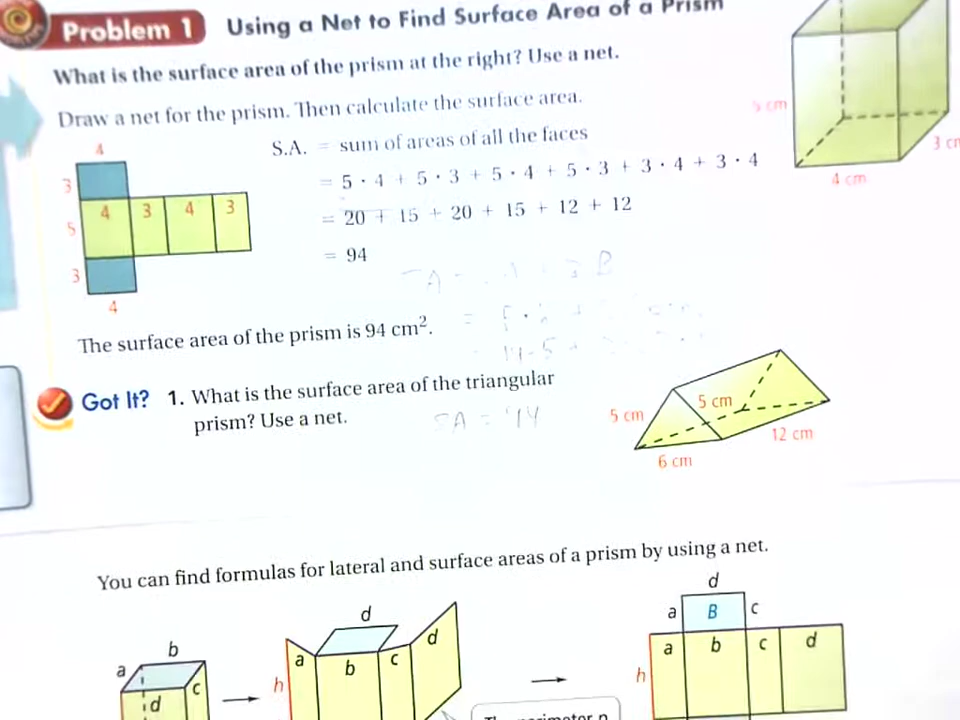 Problem 1 Using a Net to Find Surface Area of a Prism
What is the surface area of the prism at the right? Use a net.
Draw a net for the prism. Then calculate the surface area.
5 cm
3 cm
4 cm
4
3
4 3 4 3
5
3
4
S.A. = sum of areas of all the faces
= 5 · 4 + 5 · 3 + 5 · 4 + 5 · 3 + 3 · 4 + 3 · 4
= 20 + 15 + 20 + 15 + 12 + 12
= 94
The surface area of the prism is 94 cm².
Got It? 1. What is the surface area of the triangular
prism? Use a net.
SA = 94
5 cm
5 cm
12 cm
6 cm
You can find formulas for lateral and surface areas of a prism by using a net.
b
a
c
d
d
a b c d
h
d
a B c
a b c d
h